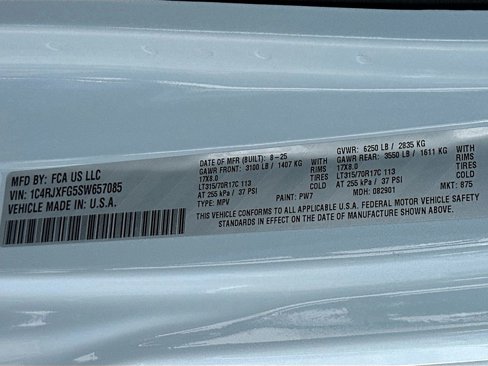 MFD BY: FCA US LLC
VIN: 1C4RJXFG5SW657085
VEHICLE MADE IN: U.S.A.
DATE OF MFR (BUILT): 8-25
GAWR FRONT: 3100 LB / 1407 KG
WITH
17X8.0 RIMS
TIRES
LT315/70R17C 113
COLD
AT 255 kPa / 37 PSI
TYPE: MPV
PAINT: PW7
GVWR: 6250 LB / 2835 KG
GAWR REAR: 3550 LB / 1611 KG
WITH
17X8.0 RIMS
TIRES
LT315/70R17C 113
COLD
AT 255 kPa / 37 PSI
MDH: 082901
MKT: 875
THIS VEHICLE CONFORMS TO ALL APPLICABLE U.S.A. FEDERAL MOTOR VEHICLE SAFETY
STANDARDS IN EFFECT ON THE DATE OF MANUFACTURE SHOWN ABOVE.